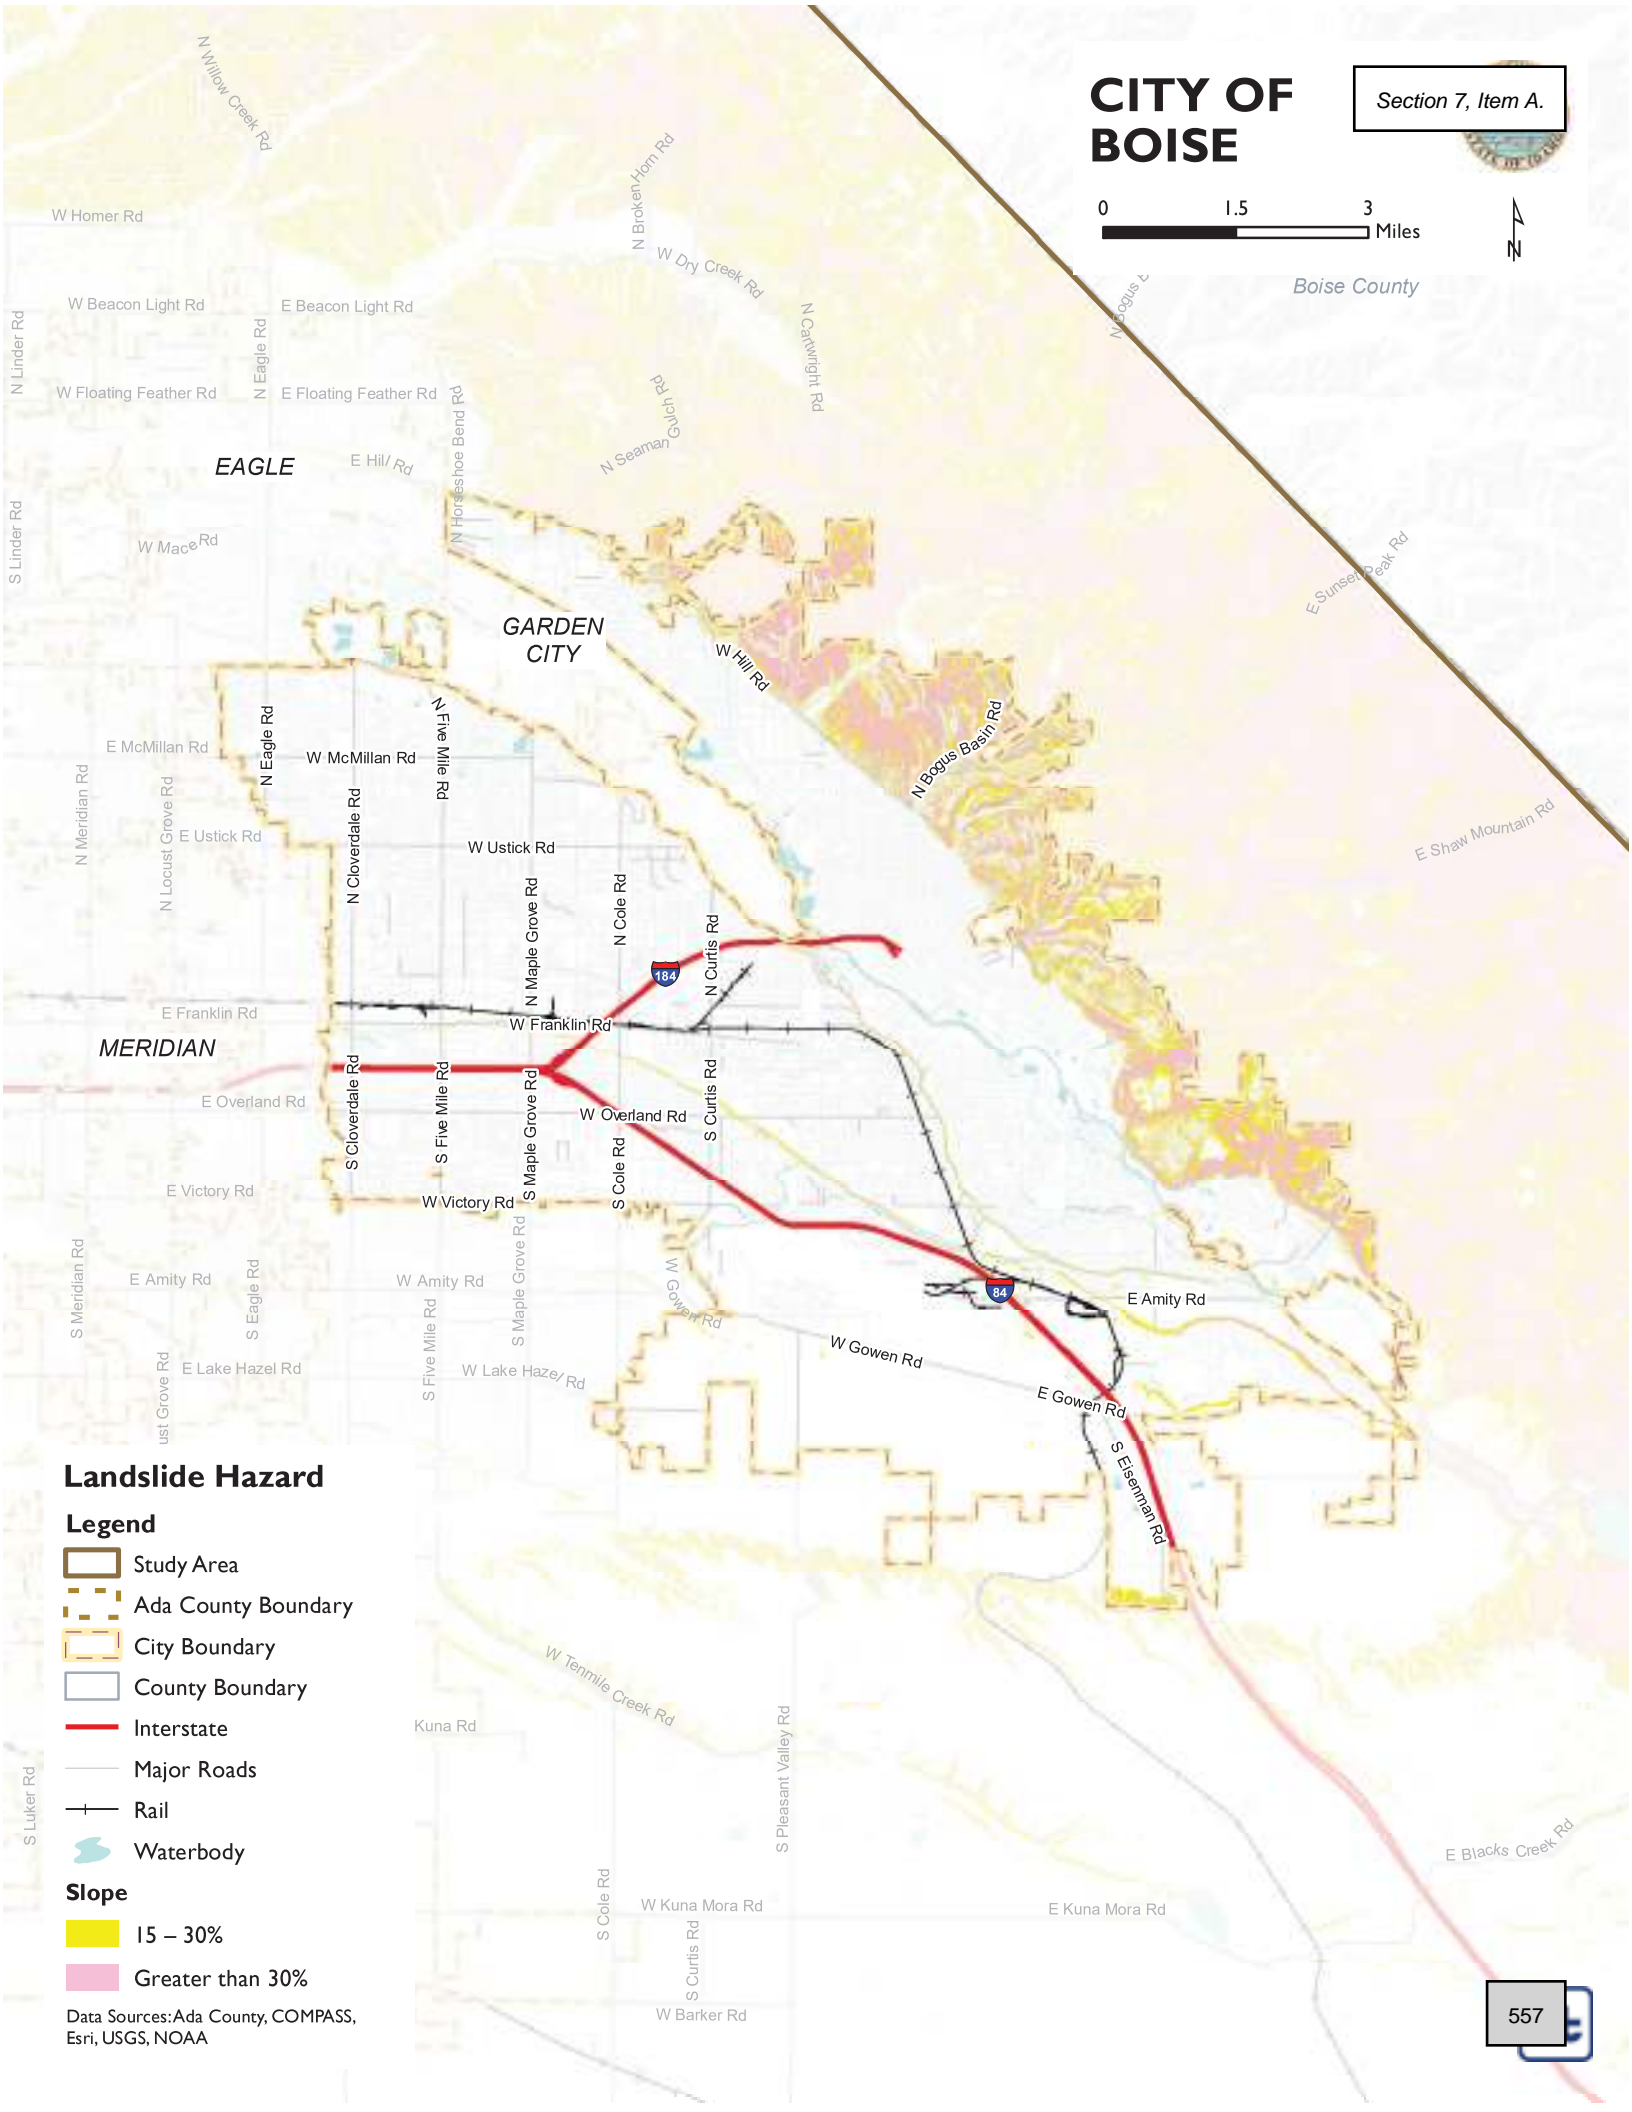 CITY OF
BOISE
Section 7, Item A.
0 1.5 3
Miles
N
Boise County
N Willow Creek Rd
W Homer Rd
N Broken Horn Rd
W Dry Creek Rd
N Cartwright Rd
W Beacon Light Rd
E Beacon Light Rd
N Linder Rd
N Eagle Rd
W Floating Feather Rd
E Floating Feather Rd
N Horseshoe Bend Rd
N Seaman Gulch Rd
EAGLE
E Hill Rd
S Linder Rd
W Mace Rd
E Sunset Peak Rd
GARDEN
CITY
W Hill Rd
N Bogus Basin Rd
E McMillan Rd
N Eagle Rd
W McMillan Rd
N Five Mile Rd
N Meridian Rd
N Locust Grove Rd
E Ustick Rd
N Cloverdale Rd
W Ustick Rd
E Shaw Mountain Rd
N Maple Grove Rd
N Cole Rd
N Curtis Rd
184
E Franklin Rd
W Franklin Rd
MERIDIAN
E Overland Rd
S Cloverdale Rd
S Five Mile Rd
S Maple Grove Rd
W Overland Rd
S Curtis Rd
S Cole Rd
E Victory Rd
W Victory Rd
S Meridian Rd
E Amity Rd
S Eagle Rd
W Amity Rd
S Maple Grove Rd
W Gowen Rd
84
E Amity Rd
S Five Mile Rd
W Gowen Rd
E Lake Hazel Rd
W Lake Hazel Rd
ust Grove Rd
E Gowen Rd
S Eisenman Rd
W Tenmile Creek Rd
Kuna Rd
S Pleasant Valley Rd
S Luker Rd
E Blacks Creek Rd
S Cole Rd
W Kuna Mora Rd
E Kuna Mora Rd
S Curtis Rd
W Barker Rd
Landslide Hazard
Legend
Study Area
Ada County Boundary
City Boundary
County Boundary
Interstate
Major Roads
Rail
Waterbody
Slope
15 – 30%
Greater than 30%
Data Sources: Ada County, COMPASS,
Esri, USGS, NOAA
557